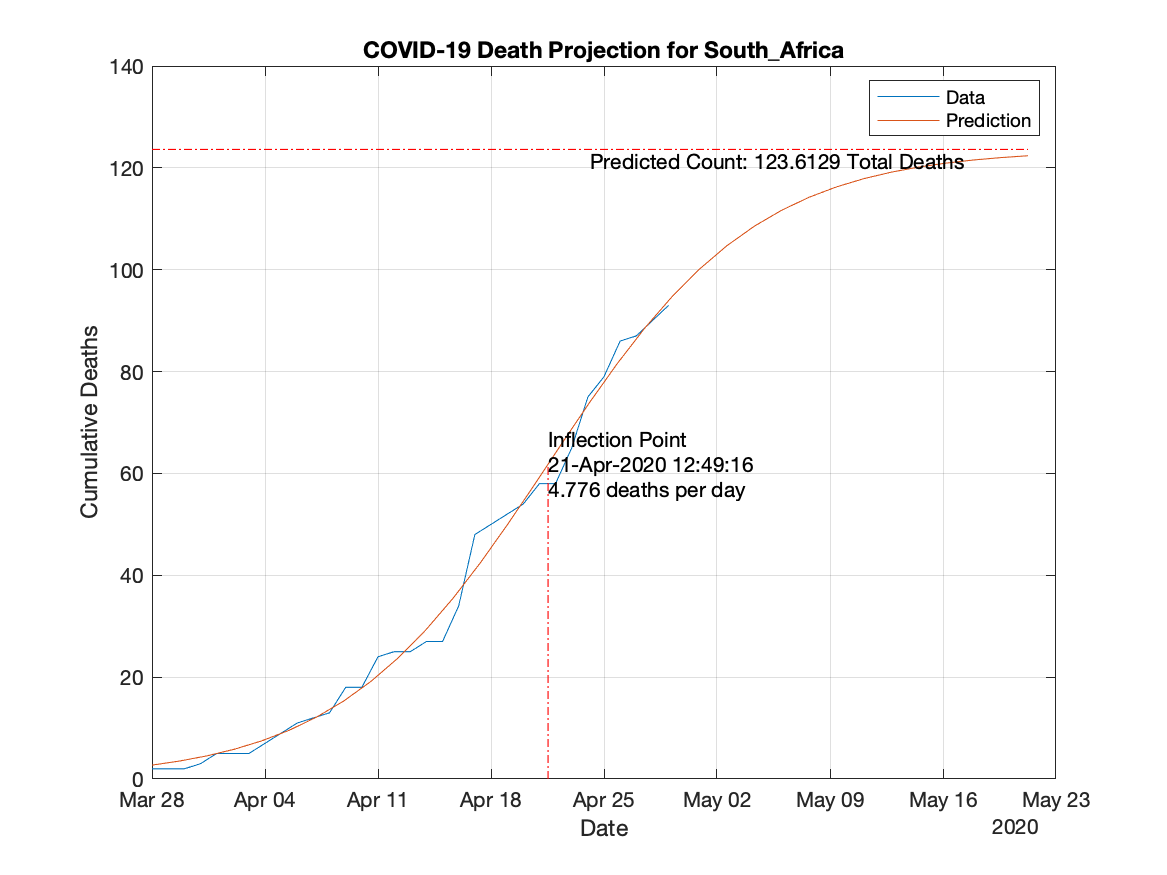 COVID-19 Death Projection for South_Africa
140
120
100
80
60
40
20
0
Cumulative Deaths
Data
Prediction
Predicted Count: 123.6129 Total Deaths
Inflection Point
21-Apr-2020 12:49:16
4.776 deaths per day
Mar 28 Apr 04 Apr 11 Apr 18 Apr 25 May 02 May 09 May 16 May 23
Date
2020